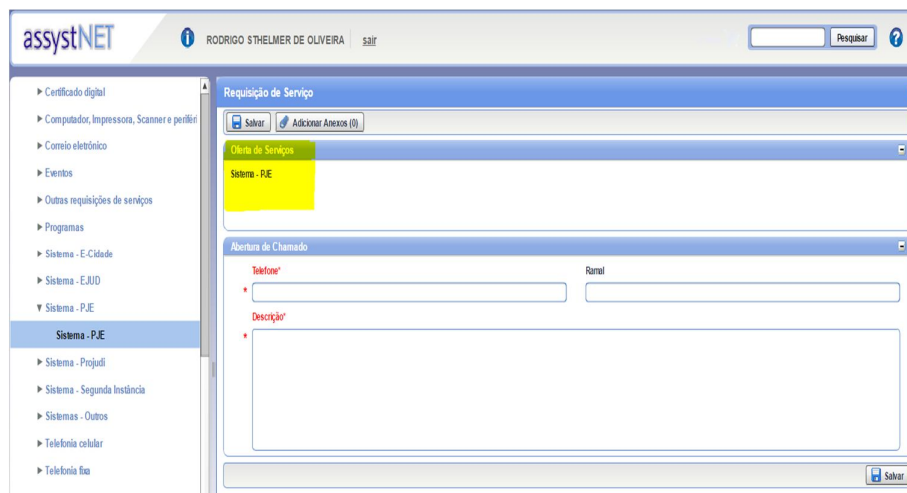 assystNET
RODRIGO STHELMER DE OLIVEIRA
sair
Pesquisar
Certificado digital
Computador, Impressora, Scanner e periféri
Correio eletrônico
Eventos
Outras requisições de serviços
Programas
Sistema - E-Cidade
Sistema - EJUD
Sistema - PJE
Sistema - PJE
Sistema - Projudi
Sistema - Segunda Instância
Sistemas - Outros
Telefonia celular
Telefonia fixa
Requisição de Serviço
Salvar
Adicionar Anexos (0)
Oferta de Serviços
Sistema - PJE
Abertura de Chamado
Telefone* Ramal
*
Descrição*
*
Salvar